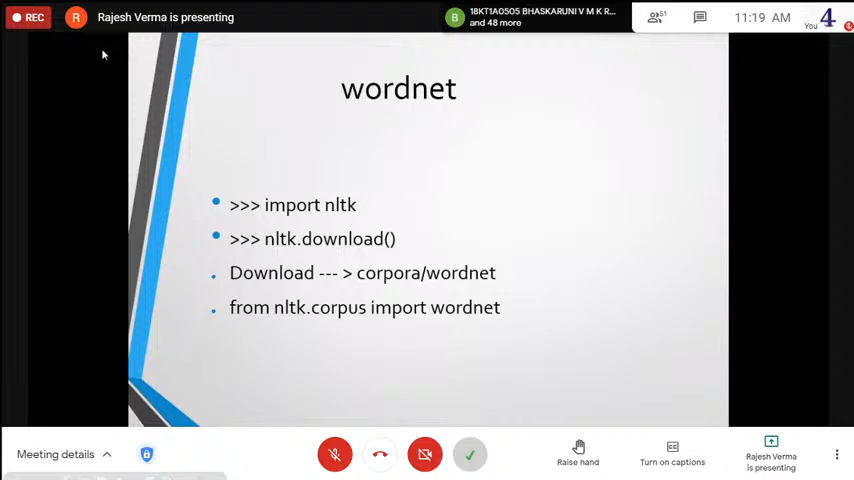 REC
R
Rajesh Verma is presenting
B
18KT1A0505 BHASKARUNI V M K R...
and 48 more
61
11:19 AM
You
4
wordnet
>>> import nltk
>>> nltk.download()
Download --- > corpora/wordnet
from nltk.corpus import wordnet
Meeting details
Raise hand
CC
Turn on captions
Rajesh Verma
is presenting